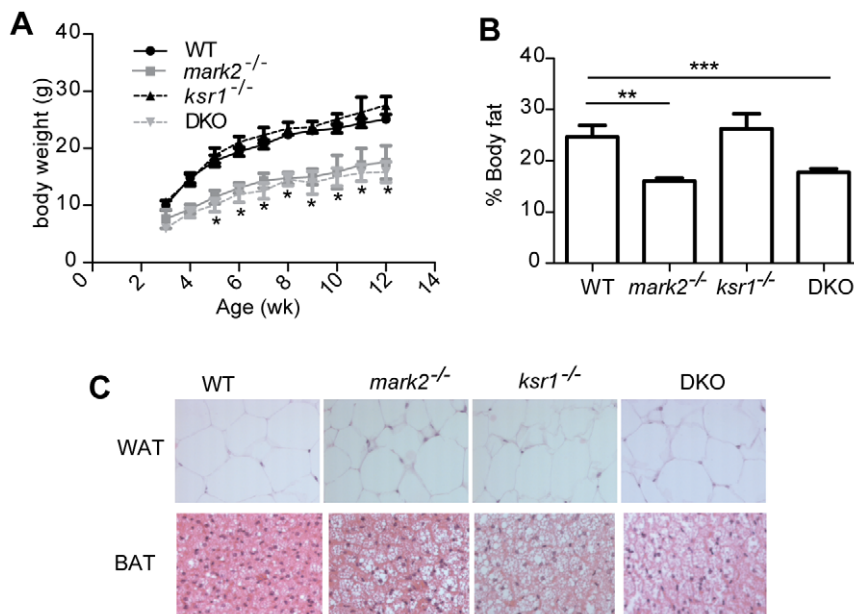 A
body weight (g)
40
30
20
10
0
0
2
4
6
8
10
12
14
Age (wk)
WT
mark2-/-
ksr1-/-
DKO
* * * * * * * *
B
% Body fat
40
30
20
10
0
***
**
WT mark2-/- ksr1-/- DKO
C
WT mark2-/- ksr1-/- DKO
WAT
BAT